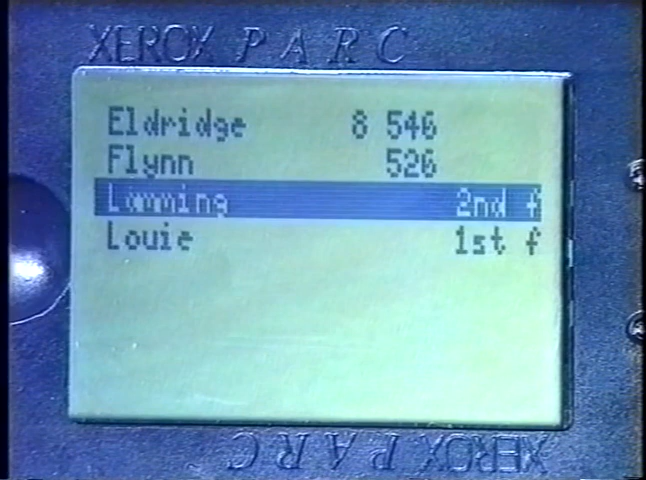 XEROX PARC
Eldridge 8 546
Flynn 526
Lamming 2nd f
Louie 1st f
XEROX PARC